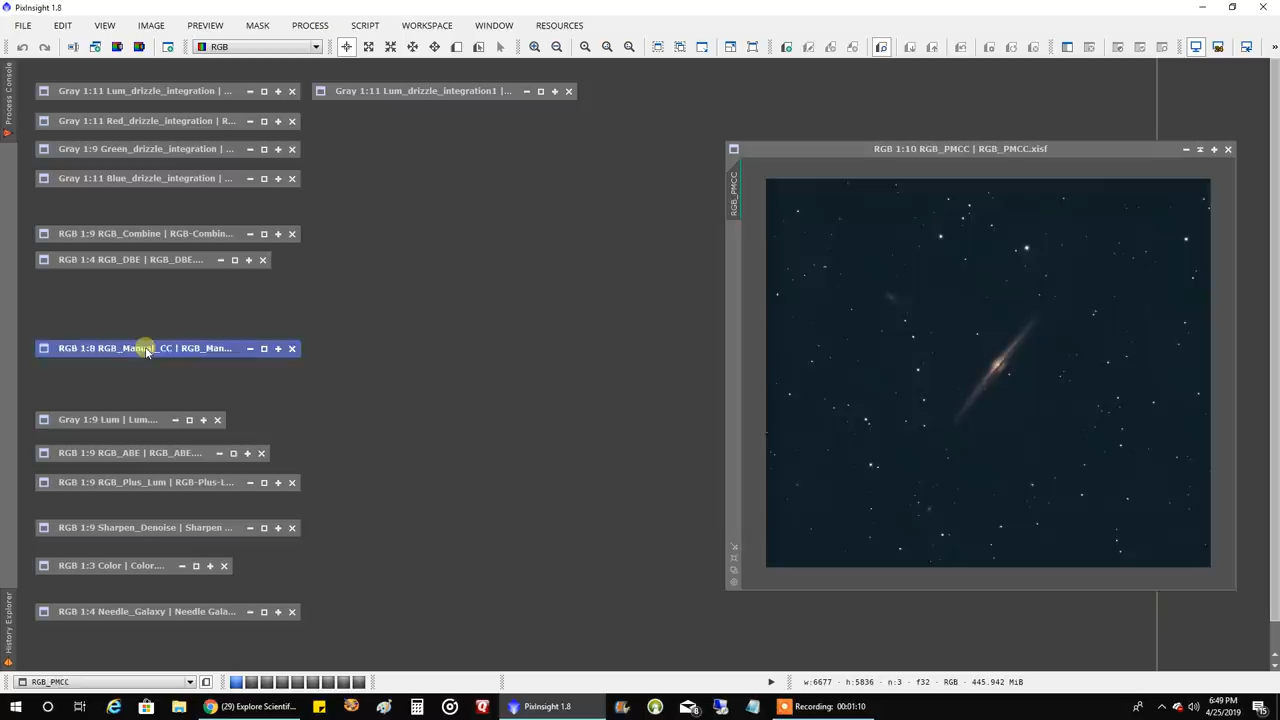 PixInsight 1.8
FILE EDIT VIEW IMAGE PREVIEW MASK PROCESS SCRIPT WORKSPACE WINDOW RESOURCES
RGB
Process Console
Gray 1:11 Lum_drizzle_integration | ...
Gray 1:11 Lum_drizzle_integration1 |...
Gray 1:11 Red_drizzle_integration | R...
Gray 1:9 Green_drizzle_integration | ...
Gray 1:11 Blue_drizzle_integration | ...
RGB 1:10 RGB_PMCC | RGB_PMCC.xisf
RGB_PMCC
RGB 1:9 RGB_Combine | RGB-Combin...
RGB 1:4 RGB_DBE | RGB_DBE....
RGB 1:8 RGB_Manual_CC | RGB_Man...
Gray 1:9 Lum | Lum....
RGB 1:9 RGB_ABE | RGB_ABE....
RGB 1:9 RGB_Plus_Lum | RGB-Plus-L...
RGB 1:9 Sharpen_Denoise | Sharpen ...
RGB 1:3 Color | Color....
RGB 1:4 Needle_Galaxy | Needle Gala...
History Explorer
RGB_PMCC
w:6677 · h:5836 · n:3 · f32 · RGB · 445.942 MiB
(29) Explore Scientif...
PixInsight 1.8
Recording: 00:01:10
6:49 PM
4/25/2019